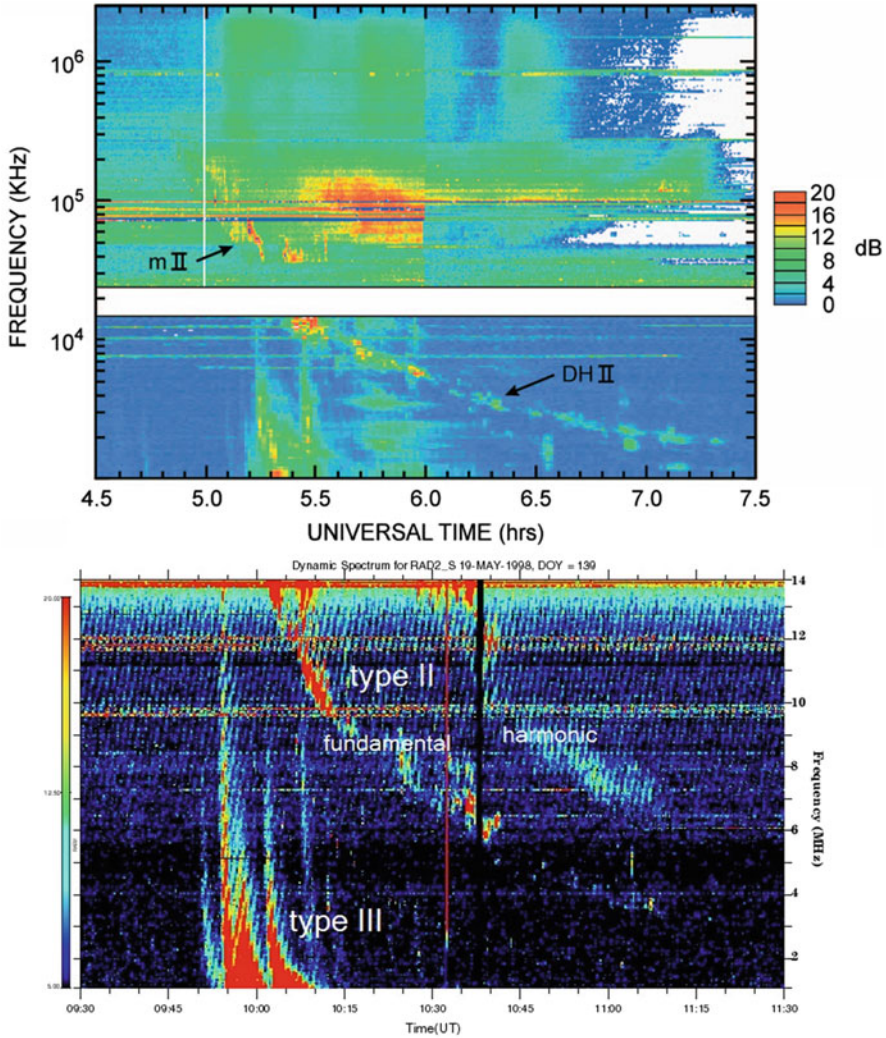 FREQUENCY (KHz)
10⁶
10⁵
10⁴
m II
DH II
20
16
12
8
4
0
dB
4.5 5.0 5.5 6.0 6.5 7.0 7.5
UNIVERSAL TIME (hrs)
Dynamic Spectrum for RAD2_S 19-MAY-1998, DOY = 139
type II
fundamental
harmonic
type III
14
12
10
8
6
4
2
Frequency (MHz)
09:30 09:45 10:00 10:15 10:30 10:45 11:00 11:15 11:30
Time(UT)